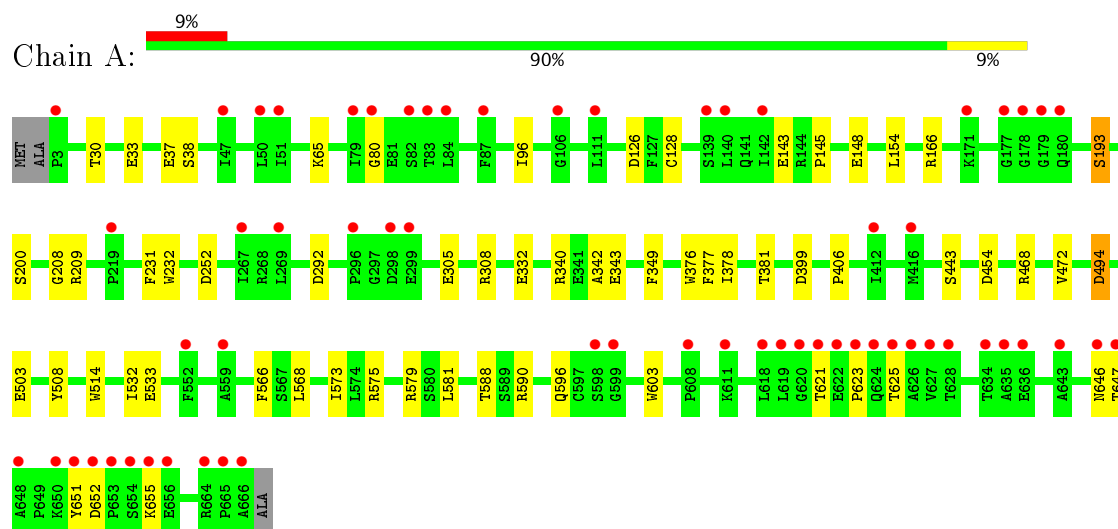 9%
Chain A:
90% 9%
MET ALA P3 T30 E33 E37 S38 I47 L50 I51 K65 I79 G80 E81 S82 T83 L84 F87 I96 G106 L111 D126 F127 C128 S139 L140 Q141 I142 E143 R144 P145 E148 L154 R166 K171 G177 G178 G179 Q180 S193
S200 G208 R209 P219 F231 W232 D252 I267 R268 L269 D292 P296 G297 D298 E299 E305 R308 E332 R340 E341 A342 E343 F349 W376 F377 I378 T381 D399 P406 I412 M416 S443 D454 R468 V472 D494
E503 Y508 W514 I532 E533 F552 A559 F566 S567 L568 I573 L574 R575 R579 S580 L581 T588 S589 R590 Q596 C597 S598 G599 W603 P608 K611 L618 L619 G620 T621 E622 P623 Q624 T625 A626 V627 T628 T634 A635 E636 A643 N646 T647
A648 P649 K650 Y651 D652 P653 S654 K655 E656 R664 P665 A666 ALA